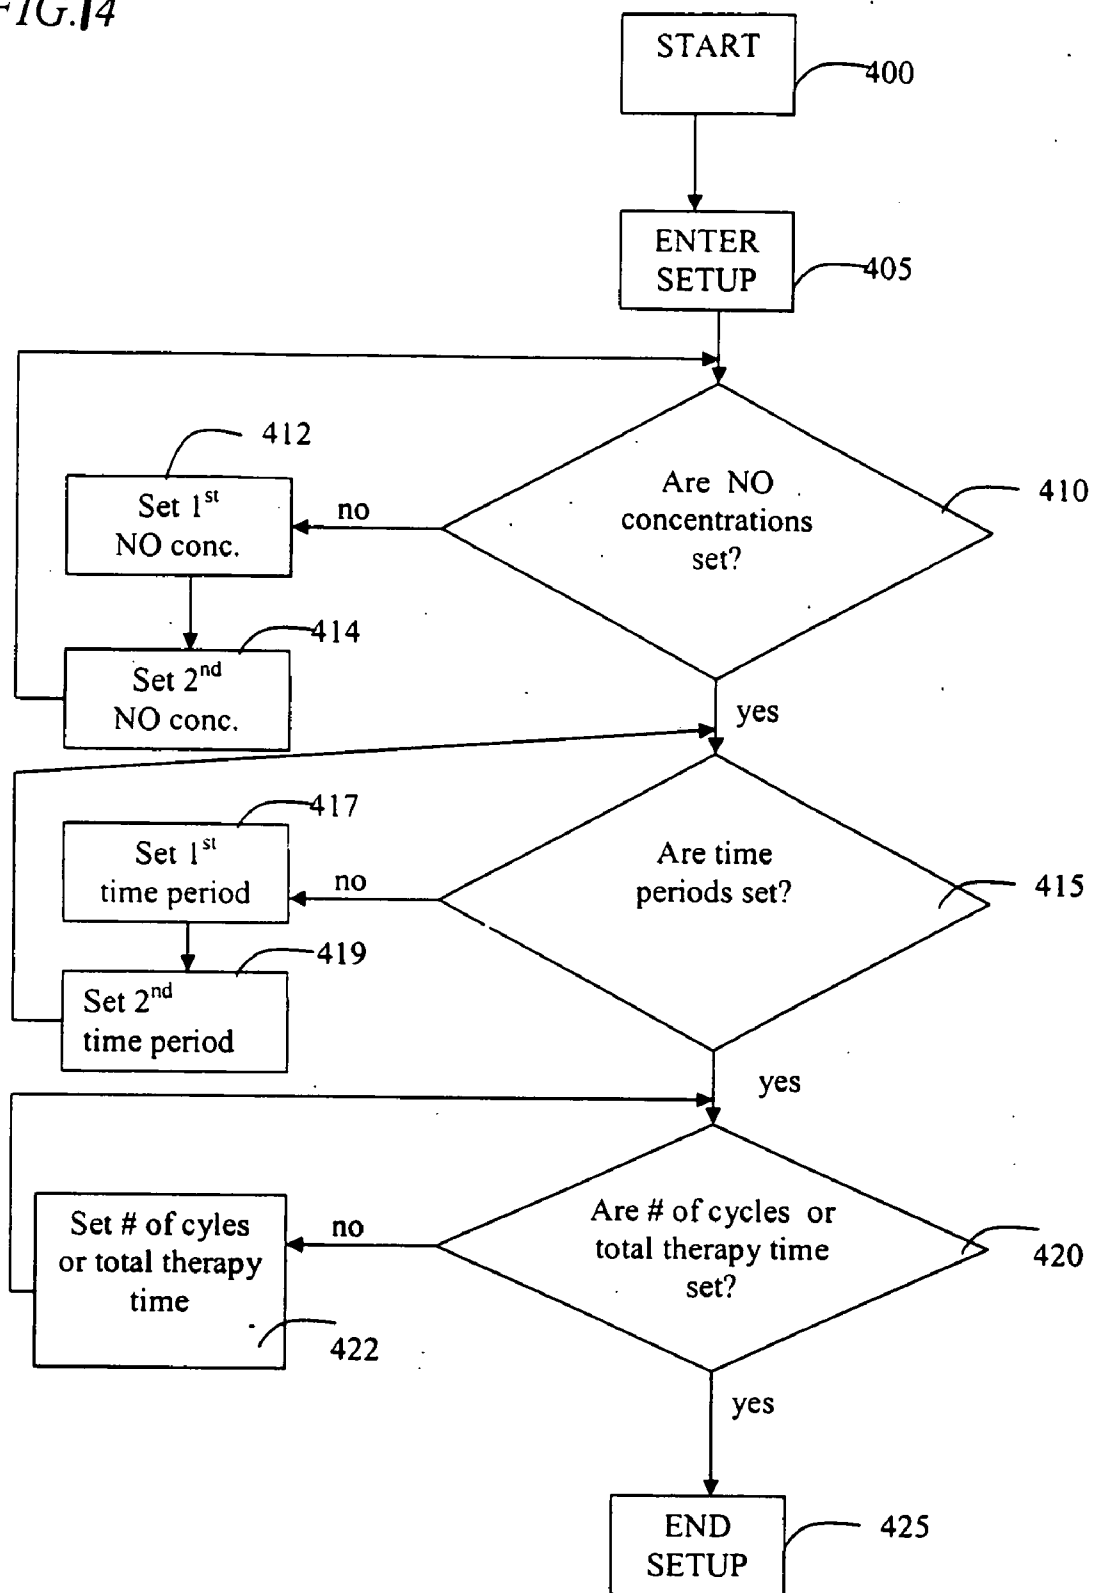 FIG. 14
START
400
ENTER
SETUP
405
412
Set 1st
NO conc.
no
Are NO
concentrations
set?
410
414
Set 2nd
NO conc.
yes
417
Set 1st
time period
no
Are time
periods set?
415
419
Set 2nd
time period
yes
Set # of cyles
or total therapy
time
no
Are # of cycles or
total therapy time
set?
420
422
yes
END
SETUP
425